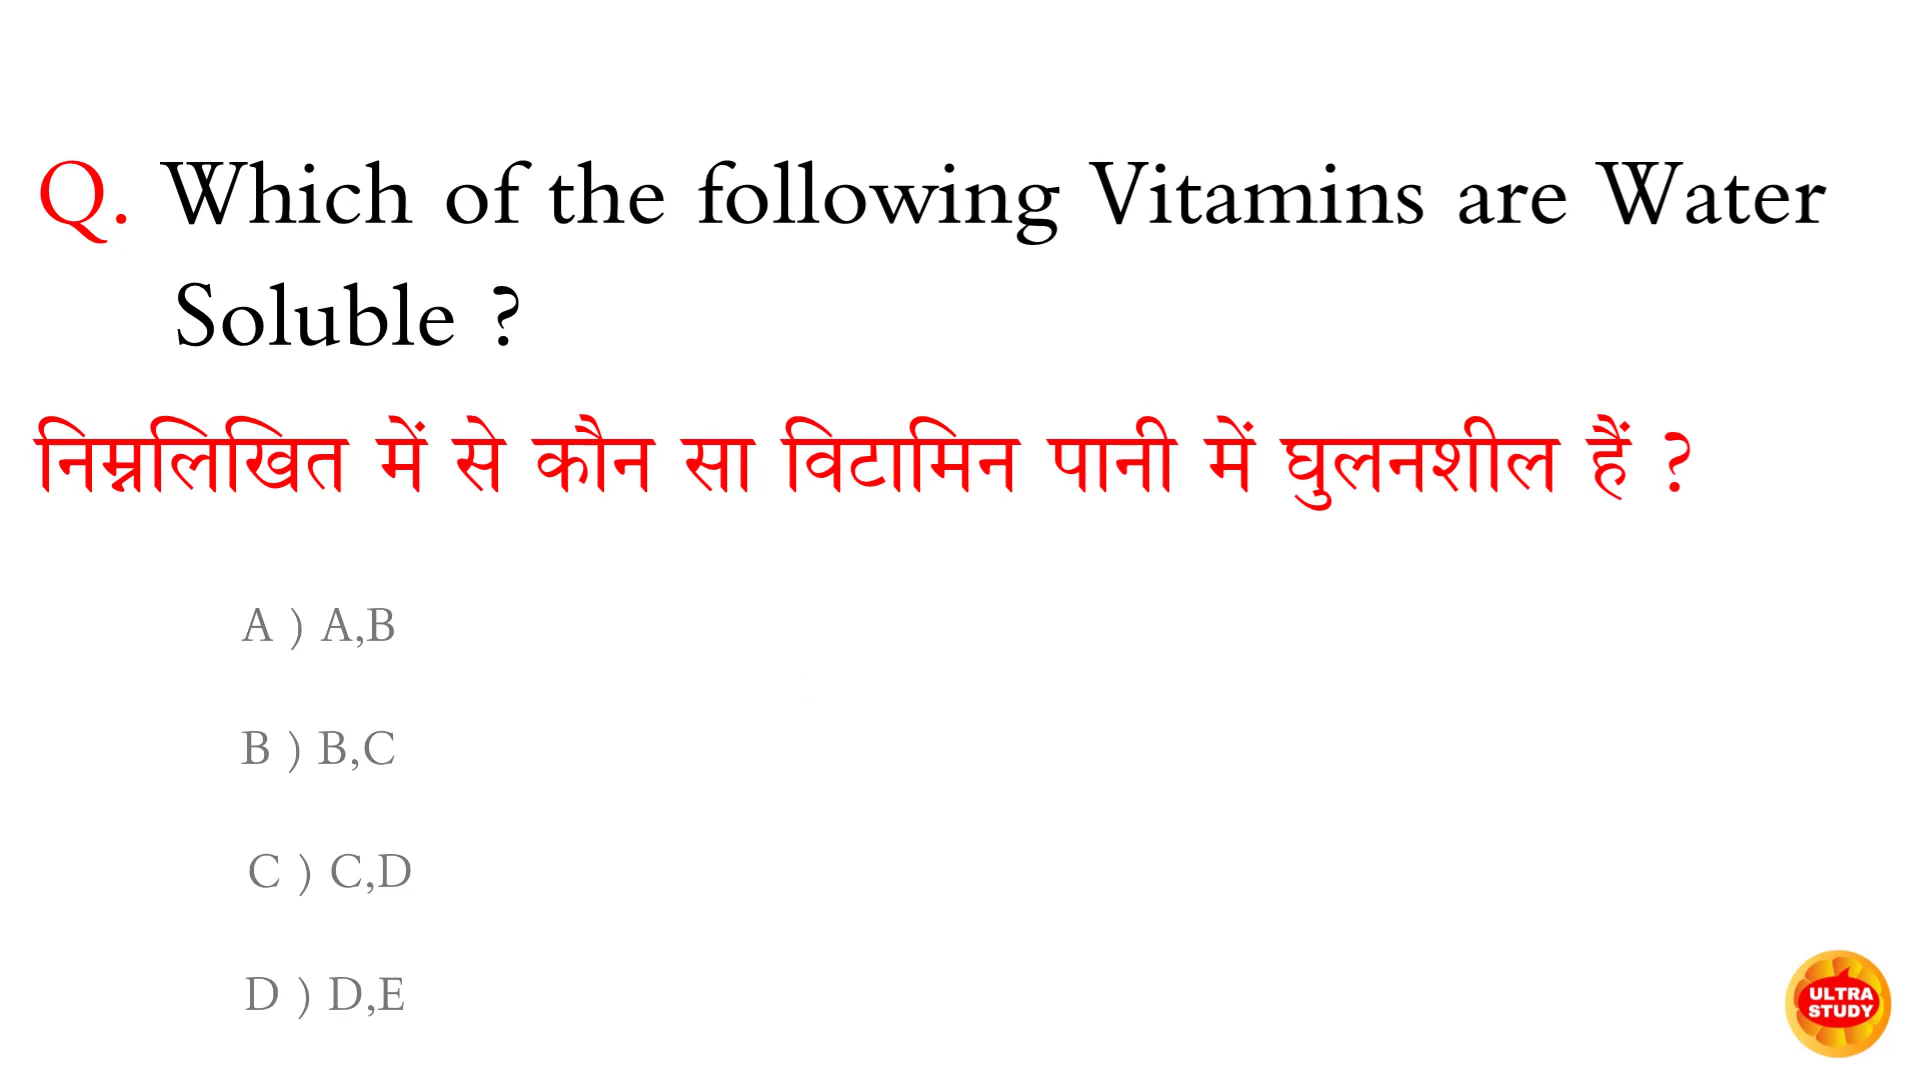 Q. Which of the following Vitamins are Water
Soluble ?
निम्नलिखित में से कौन सा विटामिन पानी में घुलनशील हैं ?
A ) A,B
B ) B,C
C ) C,D
D ) D,E
ULTRA
STUDY